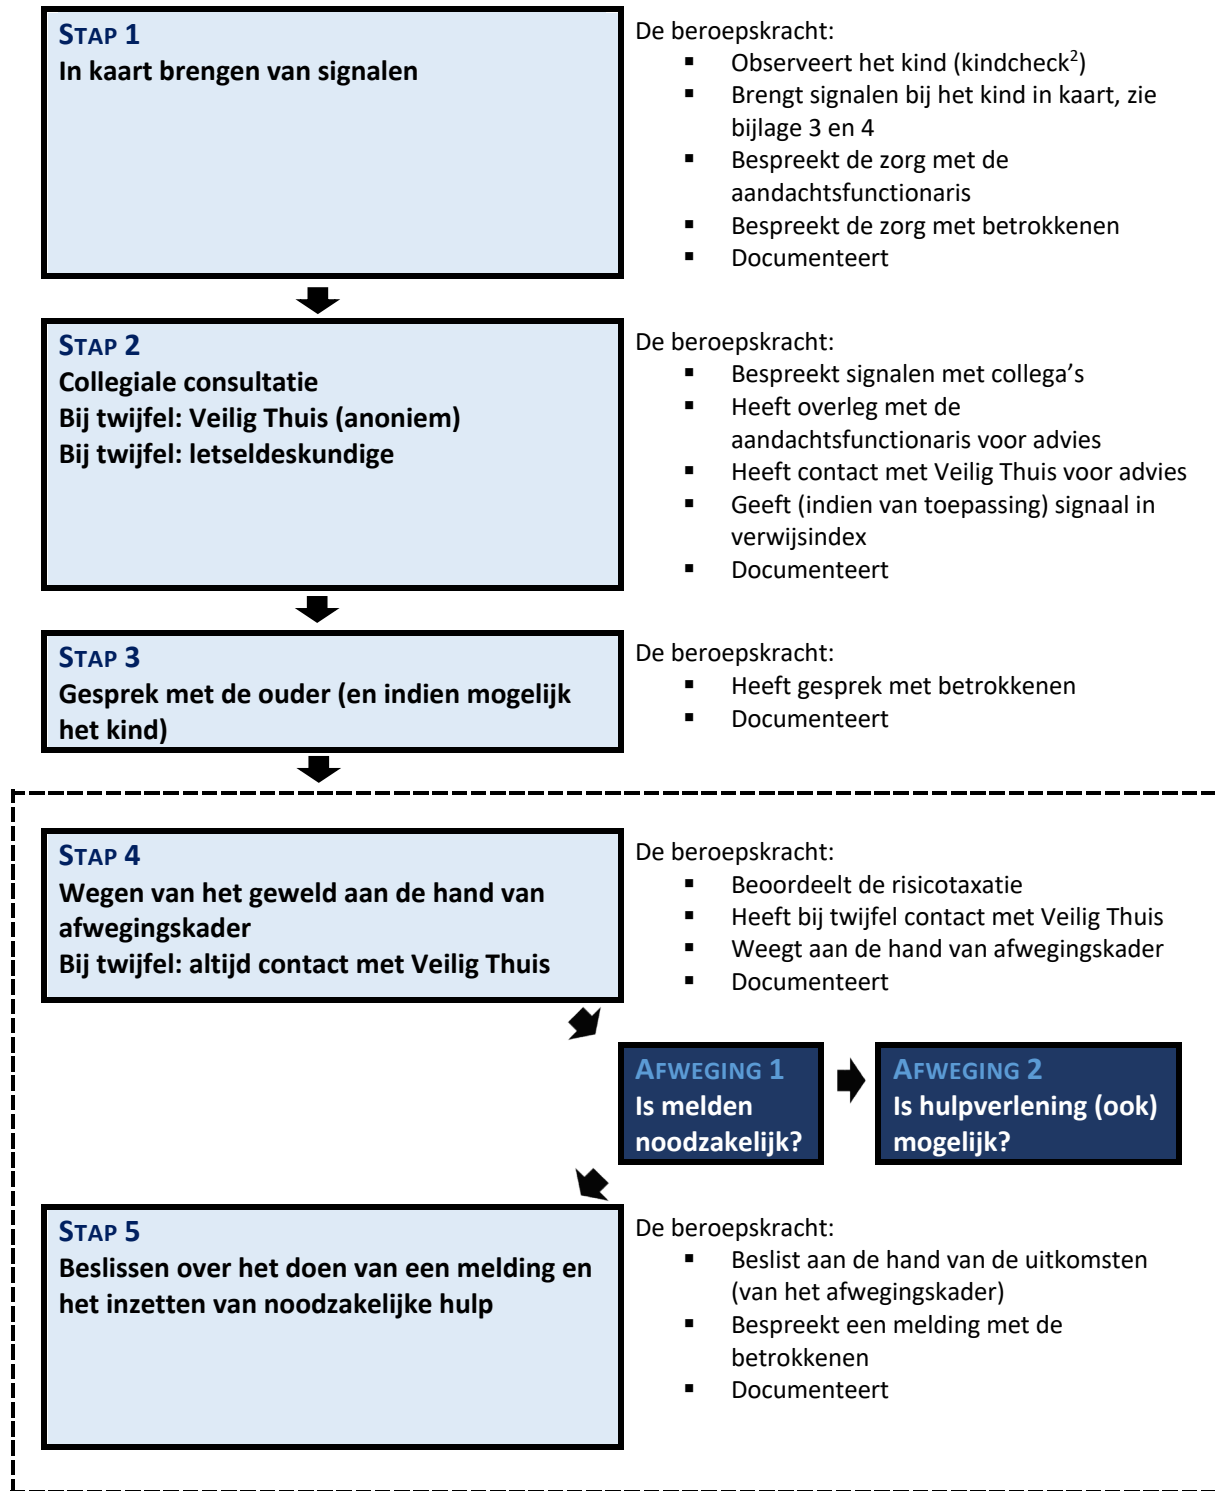 STAP 1
In kaart brengen van signalen
De beroepskracht:
▪ Observeert het kind (kindcheck²)
▪ Brengt signalen bij het kind in kaart, zie
bijlage 3 en 4
▪ Bespreekt de zorg met de
aandachtsfunctionaris
▪ Bespreekt de zorg met betrokkenen
▪ Documenteert
STAP 2
Collegiale consultatie
Bij twijfel: Veilig Thuis (anoniem)
Bij twijfel: letseldeskundige
De beroepskracht:
▪ Bespreekt signalen met collega’s
▪ Heeft overleg met de
aandachtsfunctionaris voor advies
▪ Heeft contact met Veilig Thuis voor advies
▪ Geeft (indien van toepassing) signaal in
verwijsindex
▪ Documenteert
STAP 3
Gesprek met de ouder (en indien mogelijk
het kind)
De beroepskracht:
▪ Heeft gesprek met betrokkenen
▪ Documenteert
STAP 4
Wegen van het geweld aan de hand van
afwegingskader
Bij twijfel: altijd contact met Veilig Thuis
De beroepskracht:
▪ Beoordeelt de risicotaxatie
▪ Heeft bij twijfel contact met Veilig Thuis
▪ Weegt aan de hand van afwegingskader
▪ Documenteert
AFWEGING 1
Is melden
noodzakelijk?
AFWEGING 2
Is hulpverlening (ook)
mogelijk?
STAP 5
Beslissen over het doen van een melding en
het inzetten van noodzakelijke hulp
De beroepskracht:
▪ Beslist aan de hand van de uitkomsten
(van het afwegingskader)
▪ Bespreekt een melding met de
betrokkenen
▪ Documenteert